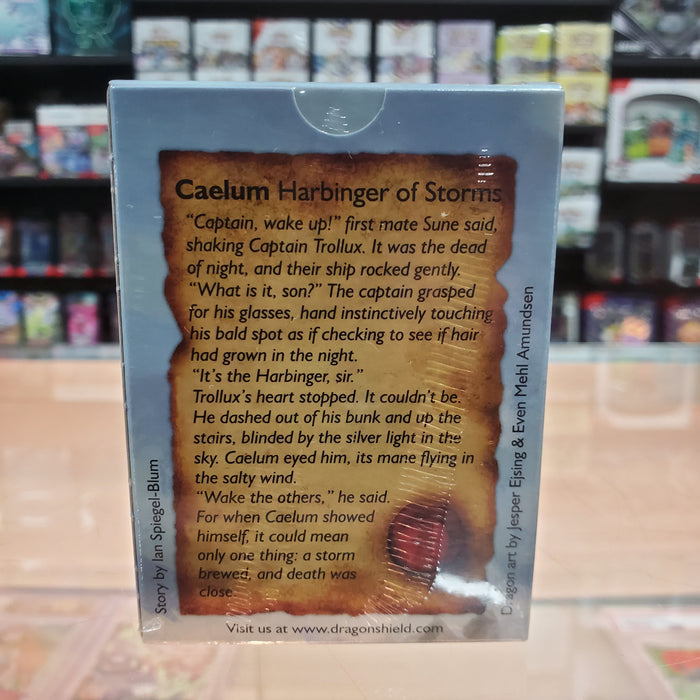 Caelum Harbinger of Storms
“Captain, wake up!” first mate Sune said,
shaking Captain Trollux. It was the dead
of night, and their ship rocked gently.
“What is it, son?” The captain grasped
for his glasses, hand instinctively touching
his bald spot as if checking to see if hair
had grown in the night.
“It's the Harbinger, sir.”
Trollux's heart stopped. It couldn't be.
He dashed out of his bunk and up the
stairs, blinded by the silver light in the
sky. Caelum eyed him, its mane flying in
the salty wind.
“Wake the others,” he said.
For when Caelum showed
himself, it could mean
only one thing: a storm
brewed, and death was
close.
Story by Ian Spiegel-Blum
Dragon art by Jesper Ejsing & Even Mehl Amundsen
Visit us at www.dragonshield.com